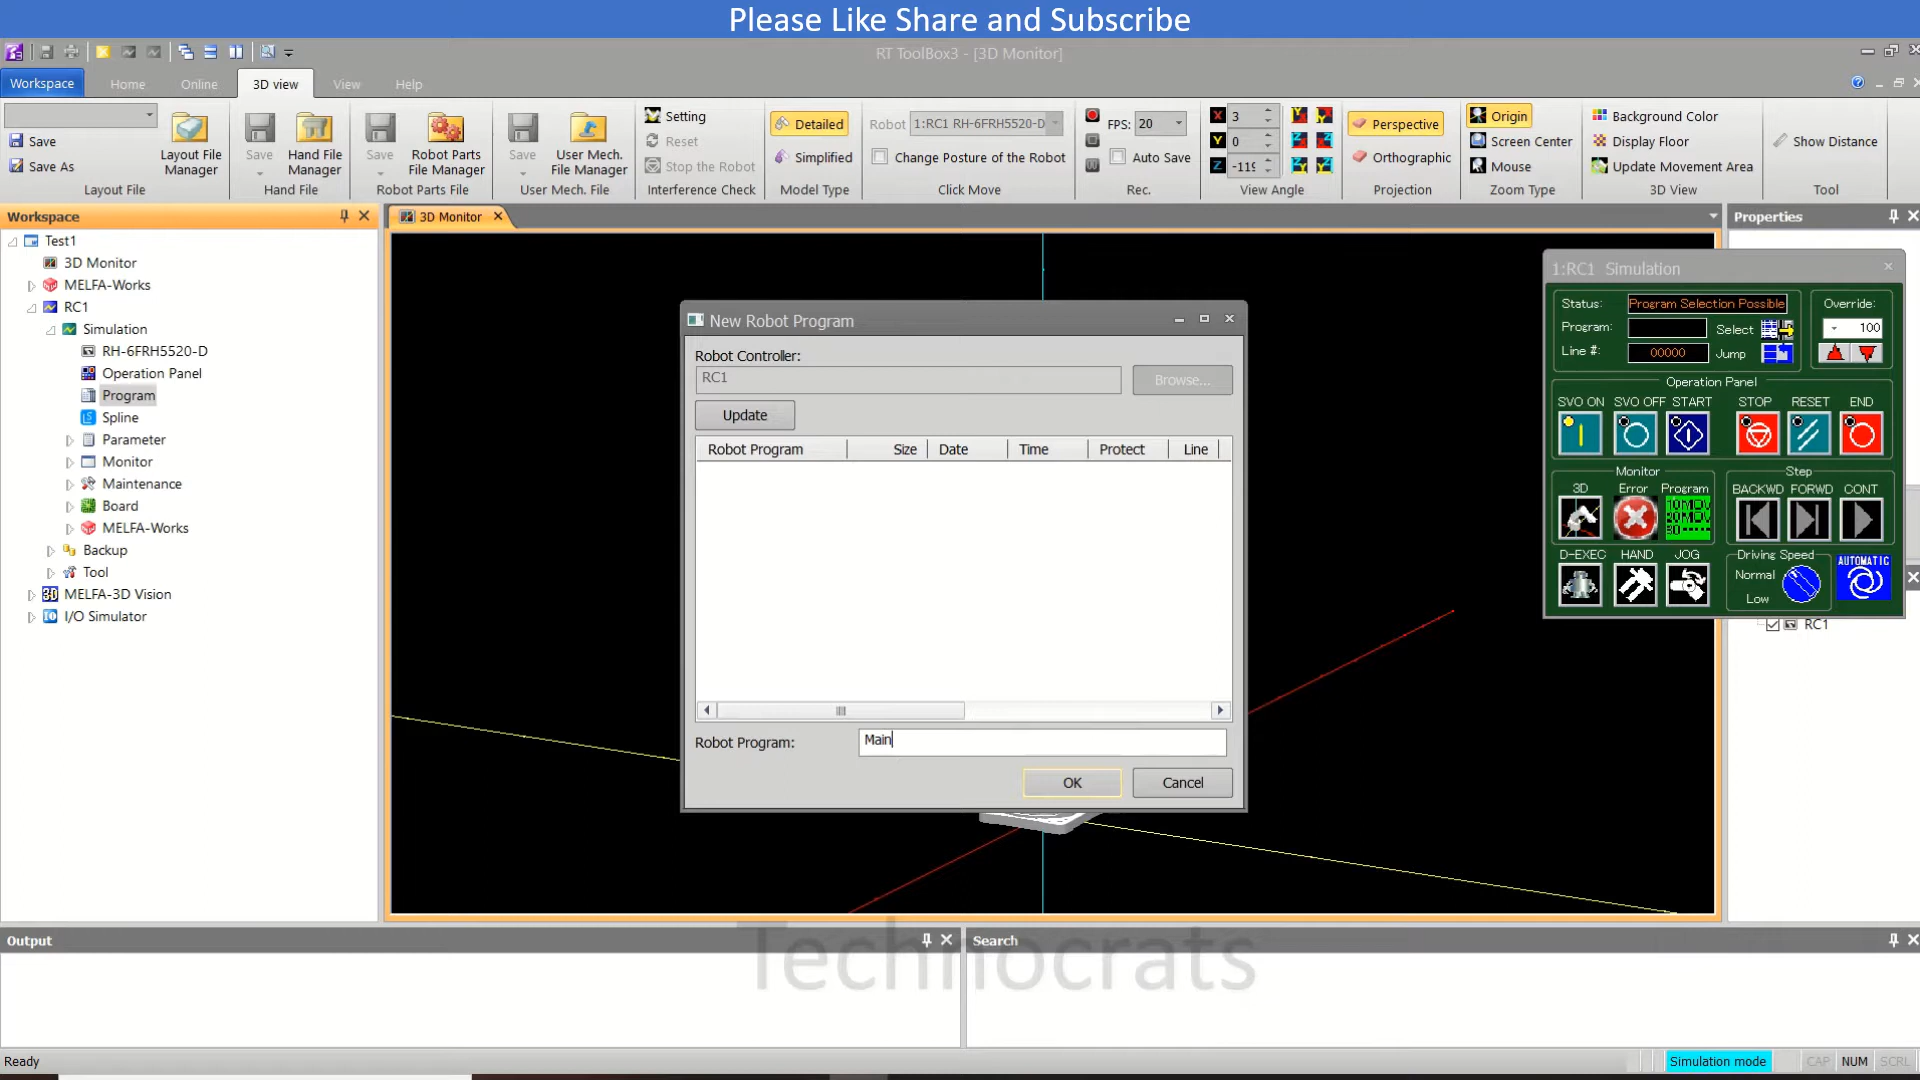 Please Like Share and Subscribe
RT ToolBox3 - [3D Monitor]
Workspace Home Online 3D view View Help
Save
Save As
Layout File Manager
Layout File
Save
Hand File Manager
Hand File
Save
Robot Parts File Manager
Robot Parts File
Save
User Mech. File Manager
User Mech. File
Setting
Reset
Stop the Robot
Interference Check
Detailed
Simplified
Model Type
Robot 1:RC1 RH-6FRH5520-D
Change Posture of the Robot
Click Move
FPS: 20
Auto Save
Rec.
X 3
Y 0
Z -119
View Angle
Perspective
Orthographic
Projection
Origin
Screen Center
Mouse
Zoom Type
Background Color
Display Floor
Update Movement Area
3D View
Show Distance
Tool
Workspace
Test1
3D Monitor
MELFA-Works
RC1
Simulation
RH-6FRH5520-D
Operation Panel
Program
Spline
Parameter
Monitor
Maintenance
Board
MELFA-Works
Backup
Tool
MELFA-3D Vision
I/O Simulator
3D Monitor
New Robot Program
Robot Controller:
RC1
Browse...
Update
Robot Program Size Date Time Protect Line
Robot Program: Main
OK Cancel
Properties
1:RC1 Simulation
Status: Program Selection Possible
Override:
Program: Select 100
Line #: 00000 Jump
Operation Panel
SVO ON SVO OFF START STOP RESET END
Monitor Step
3D Error Program BACKWD FORWD CONT
D-EXEC HAND JOG
Driving Speed
Normal
Low
AUTOMATIC
RC1
Output
Search
Technocrats
Ready
Simulation mode CAP NUM SCRL